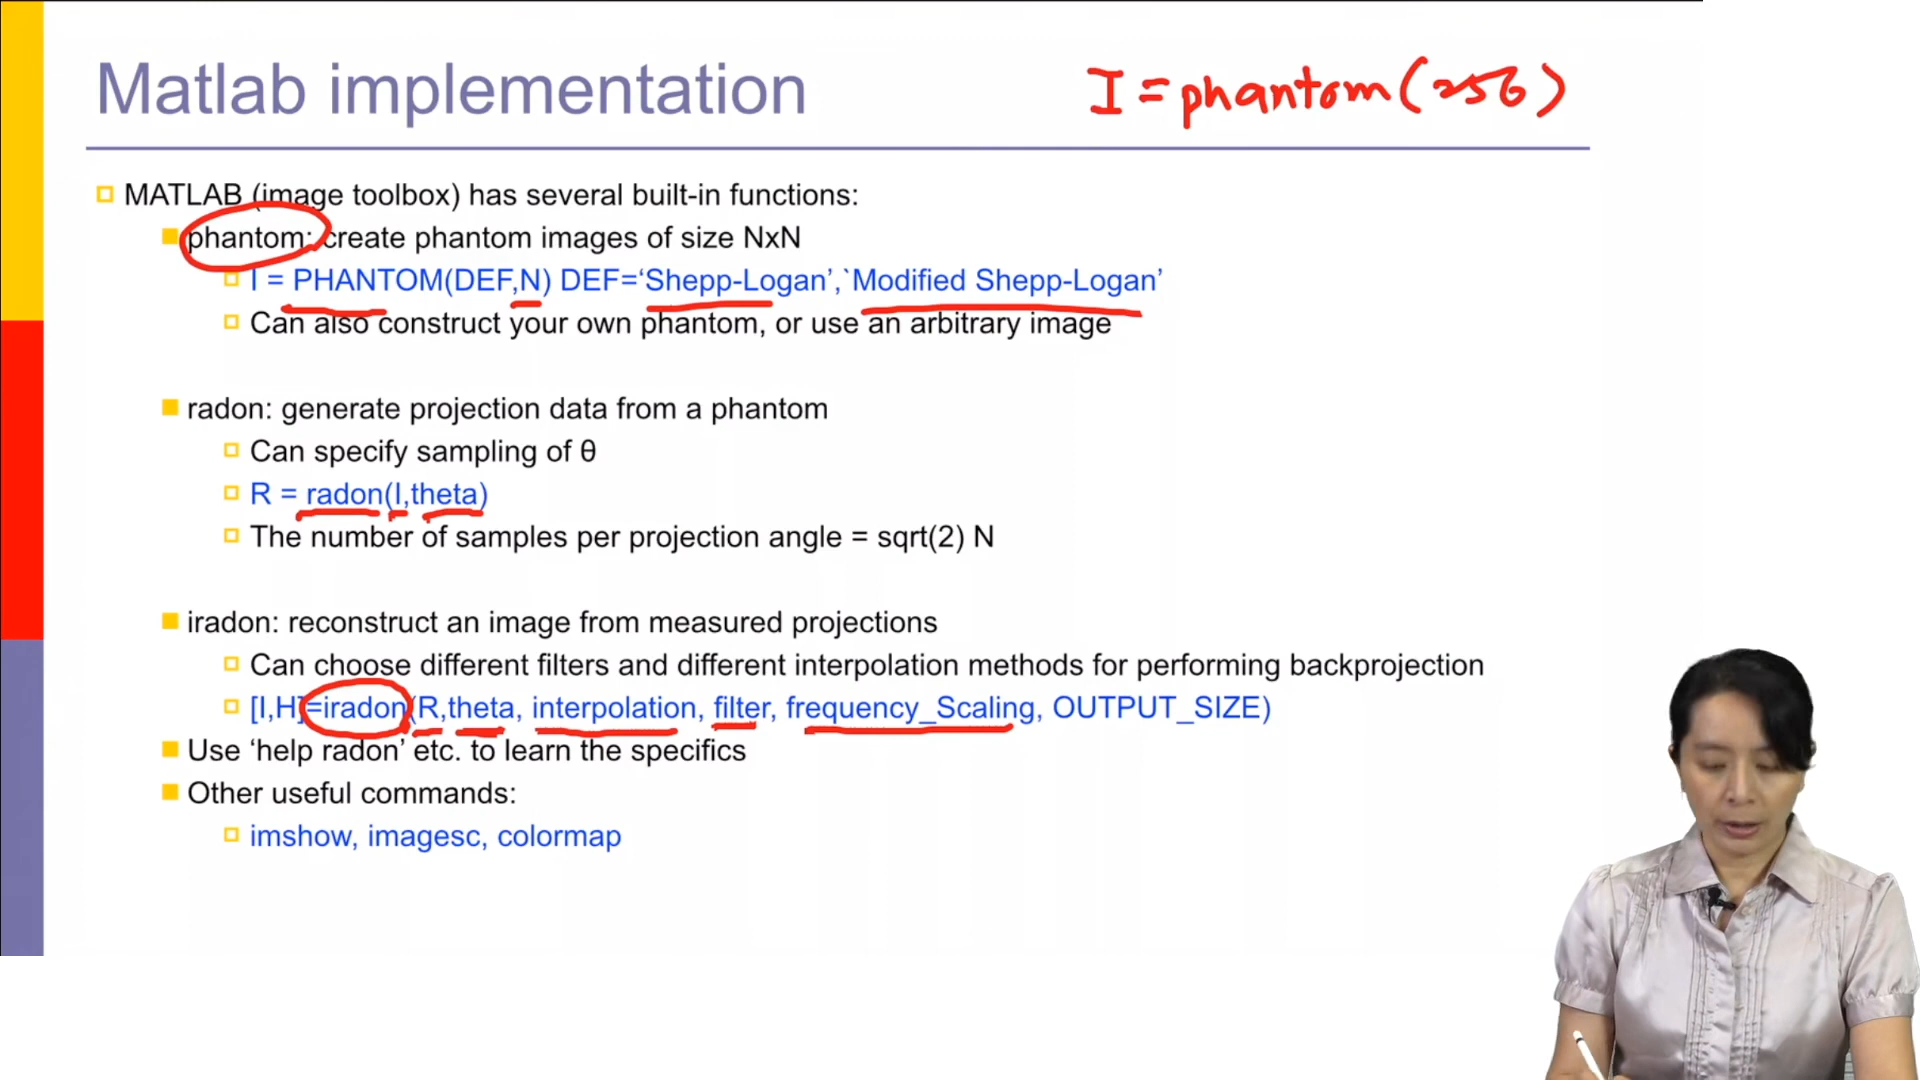 Matlab implementation
I = phantom(256)
MATLAB (image toolbox) has several built-in functions:
phantom: create phantom images of size NxN
I = PHANTOM(DEF,N) DEF=‘Shepp-Logan’,`Modified Shepp-Logan’
Can also construct your own phantom, or use an arbitrary image
radon: generate projection data from a phantom
Can specify sampling of θ
R = radon(I,theta)
The number of samples per projection angle = sqrt(2) N
iradon: reconstruct an image from measured projections
Can choose different filters and different interpolation methods for performing backprojection
[I,H]=iradon(R,theta, interpolation, filter, frequency_Scaling, OUTPUT_SIZE)
Use ‘help radon’ etc. to learn the specifics
Other useful commands:
imshow, imagesc, colormap